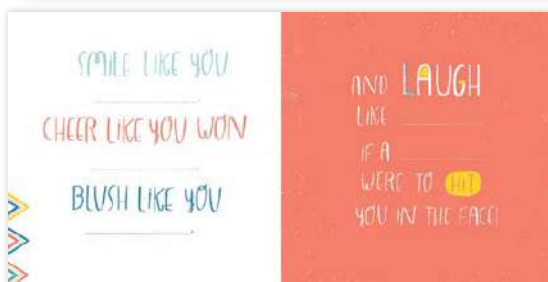 SMILE LIKE YOU
CHEER LIKE YOU WON
BLUSH LIKE YOU
AND LAUGH
LIKE
IF A
WERE TO HIT
YOU IN THE FACE!